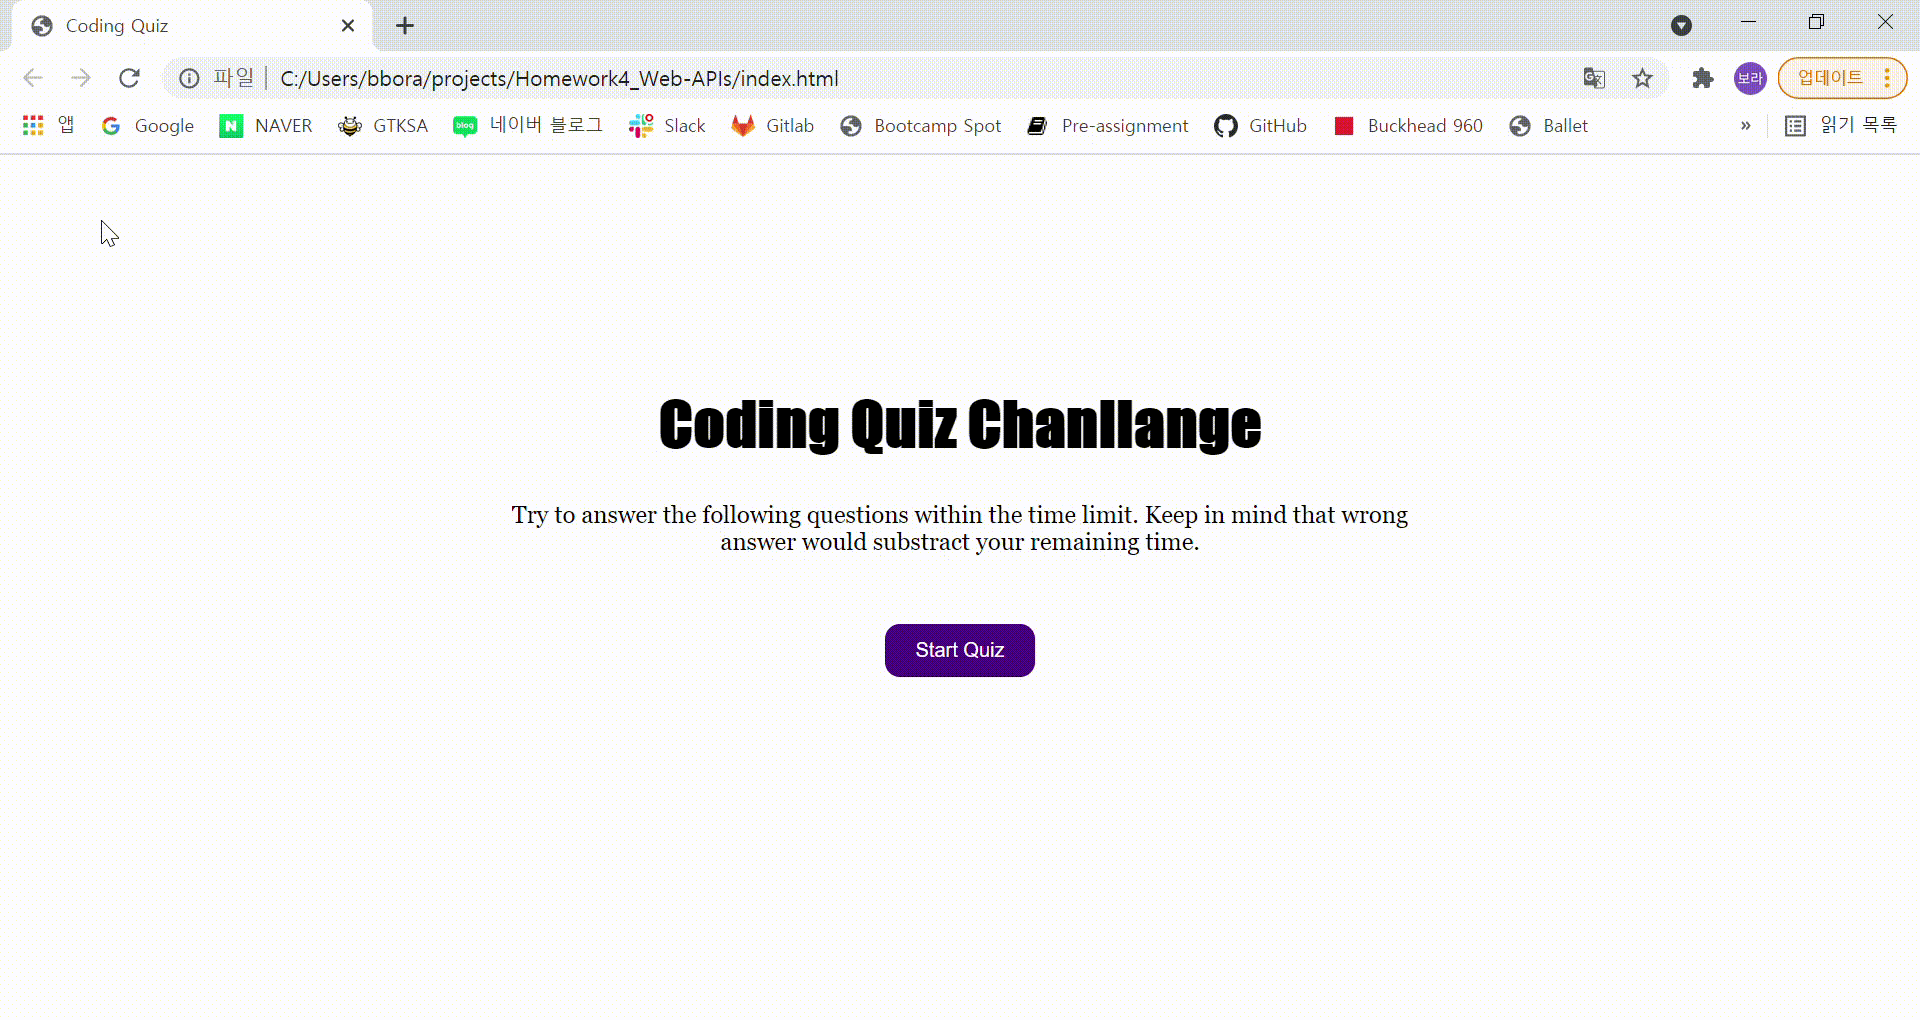 Coding Quiz
파일 C:/Users/bbora/projects/Homework4_Web-APIs/index.html 보라 업데이트
앱 Google N NAVER GTKSA blog 네이버 블로그 Slack Gitlab Bootcamp Spot Pre-assignment GitHub Buckhead 960 Ballet » 읽기 목록
Coding Quiz Chanllange
Try to answer the following questions within the time limit. Keep in mind that wrong
answer would substract your remaining time.
Start Quiz